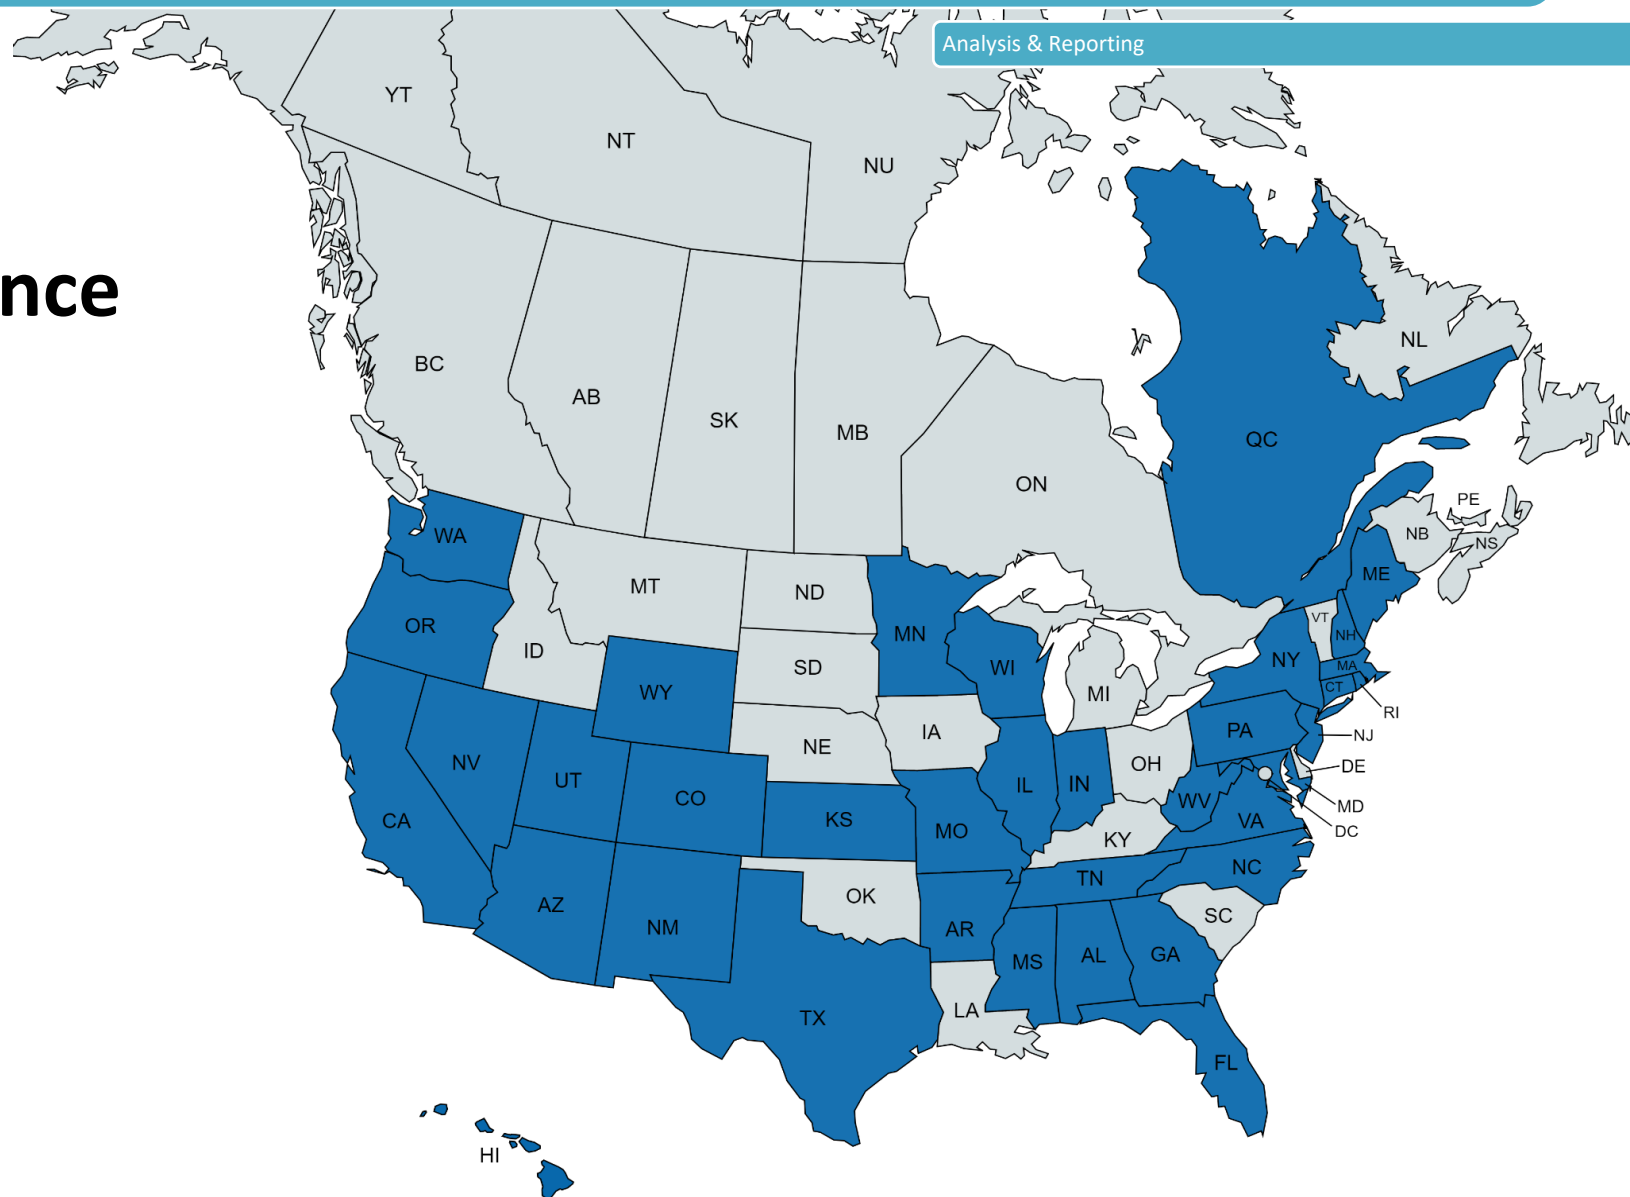 Analysis & Reporting
YT
NT
NU
nce
BC
AB
SK
MB
ON
QC
NL
PE
NB
NS
WA
MT
ND
MN
ME
OR
ID
SD
WI
MI
NY
VT
NH
MA
CT
RI
WY
NE
IA
PA
NJ
NV
UT
CO
KS
MO
IL
IN
OH
WV
VA
DE
MD
DC
CA
KY
NC
TN
AZ
NM
OK
AR
SC
MS
AL
GA
TX
LA
FL
HI